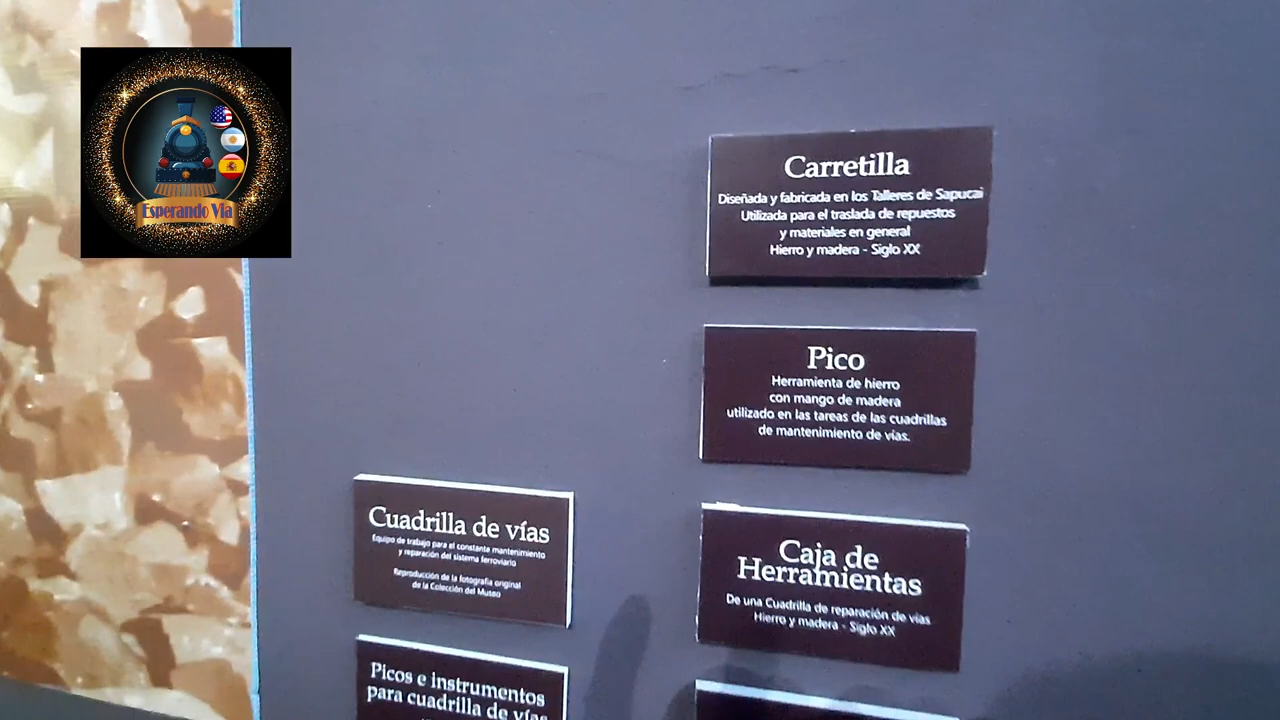 Esperando Vía
Carretilla
Diseñada y fabricada en los Talleres de Sapucai
Utilizada para el traslado de repuestos
y materiales en general
Hierro y madera - Siglo XX
Pico
Herramienta de hierro
con mango de madera
utilizado en las tareas de las cuadrillas
de mantenimiento de vías.
Cuadrilla de vías
Equipo de trabajo para el constante mantenimiento
y reparación del sistema ferroviario
Reproducción de la fotografía original
de la Colección del Museo
Caja de
Herramientas
De una Cuadrilla de reparación de vías
Hierro y madera - Siglo XX
Picos e instrumentos
para cuadrilla de vías